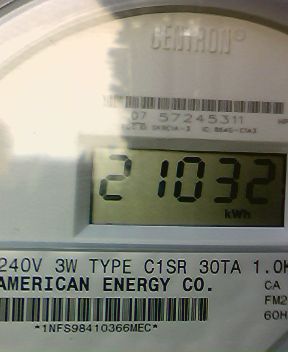 CENTRON®
07 57245311
21032
kWh
240V 3W TYPE C1SR 30TA 1.0K
AMERICAN ENERGY CO.
CA
FM2
60H
*1NFS98410366MEC*